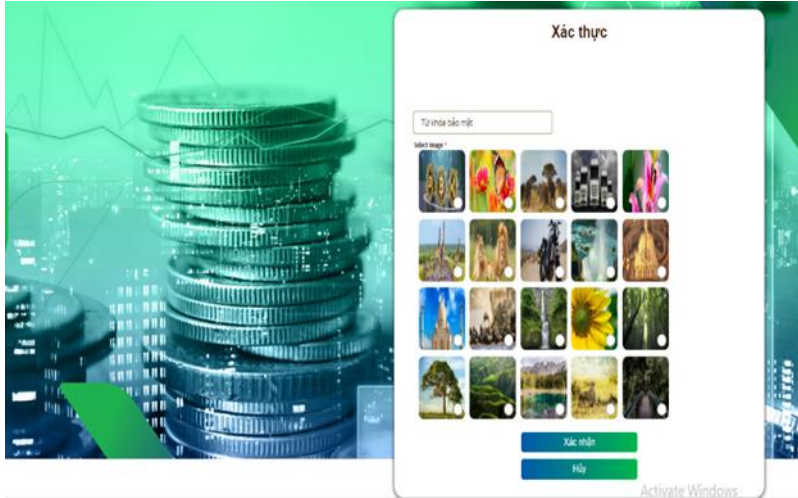 Xác thực
Từ khóa bảo mật
Select Image *
Xác nhận
Hủy
Activate Windows